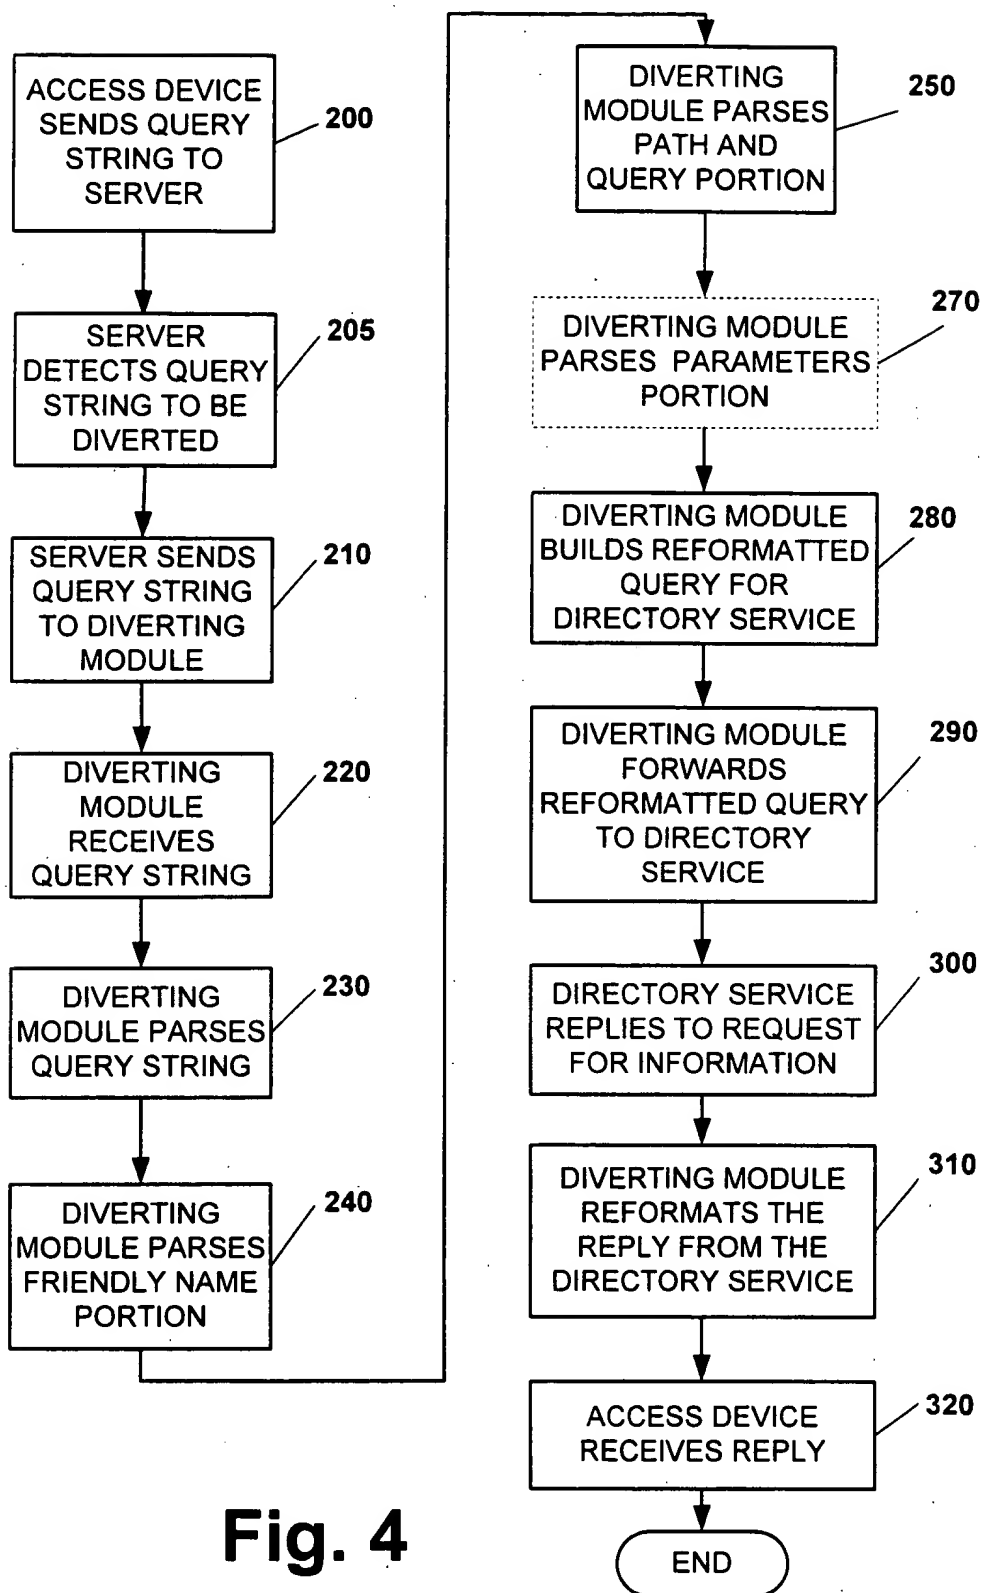 ACCESS DEVICE
SENDS QUERY
STRING TO
SERVER
200
SERVER
DETECTS QUERY
STRING TO BE
DIVERTED
205
SERVER SENDS
QUERY STRING
TO DIVERTING
MODULE
210
DIVERTING
MODULE
RECEIVES
QUERY STRING
220
DIVERTING
MODULE PARSES
QUERY STRING
230
DIVERTING
MODULE PARSES
FRIENDLY NAME
PORTION
240
DIVERTING
MODULE PARSES
PATH AND
QUERY PORTION
250
DIVERTING MODULE
PARSES PARAMETERS
PORTION
270
DIVERTING MODULE
BUILDS REFORMATTED
QUERY FOR
DIRECTORY SERVICE
280
DIVERTING MODULE
FORWARDS
REFORMATTED QUERY
TO DIRECTORY
SERVICE
290
DIRECTORY SERVICE
REPLIES TO REQUEST
FOR INFORMATION
300
DIVERTING MODULE
REFORMATS THE
REPLY FROM THE
DIRECTORY SERVICE
310
ACCESS DEVICE
RECEIVES REPLY
320
END
Fig. 4